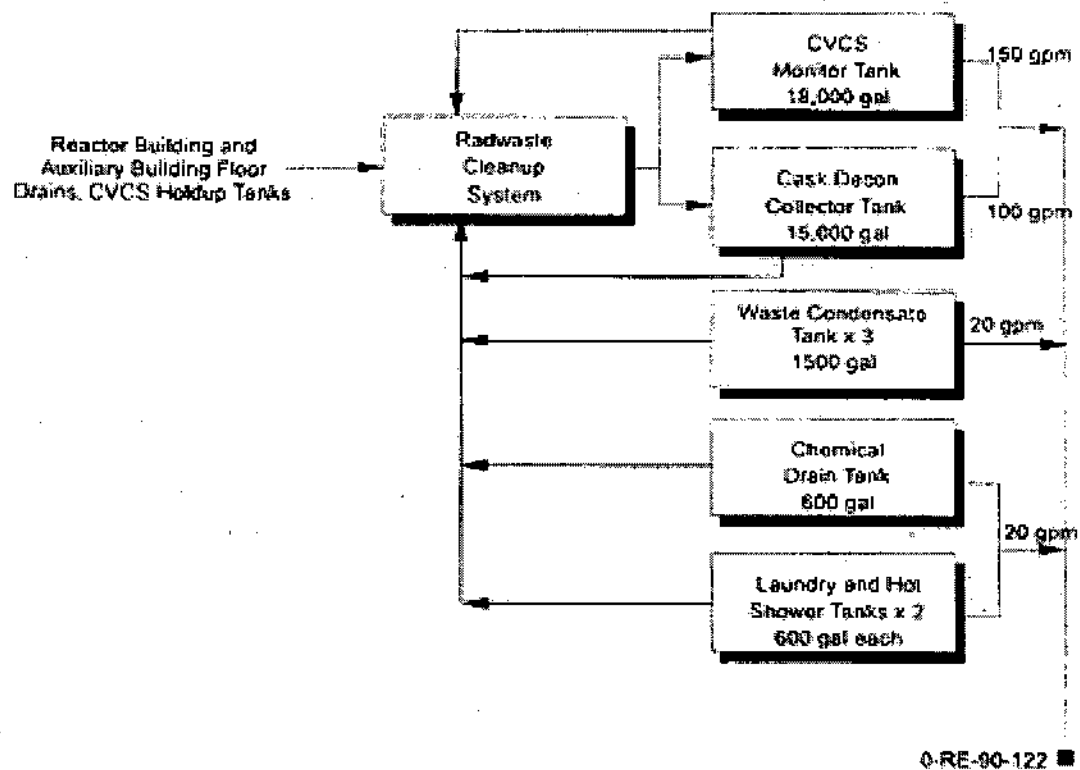 CVCS
Monitor Tank
18,000 gal
150 gpm
Reactor Building and
Auxiliary Building Floor
Drains, CVCS Holdup Tanks
Radwaste
Cleanup
System
Cask Decon
Collector Tank
15,000 gal
100 gpm
Waste Condensate
Tank x 3
1500 gal
20 gpm
Chemical
Drain Tank
600 gal
20 gpm
Laundry and Hot
Shower Tanks x 2
600 gal each
0-RE-90-122